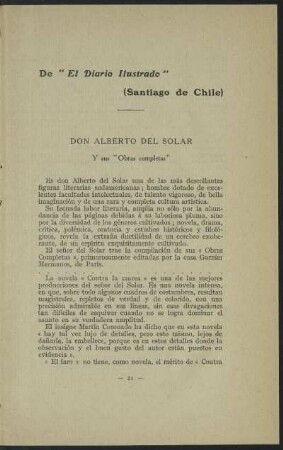 De "El Diario Ilustrado"
(Santiago de Chile)
DON ALBERTO DEL SOLAR
Y sus "Obras completas"
Es don Alberto del Solar una de las más descollantes
figuras literarias sudamericanas; hombre dotado de exce-
lentes facultades intelectuales, de talento vigoroso, de bella
imaginación y de una rara y completa cultura artística.
Su fecunda labor literaria, amplia no sólo por la abun-
dancia de las páginas debidas á su laboriosa pluma, sino
por la diversidad de los géneros cultivados; novela, drama,
crítica, polémica, oratoria y estudios históricos y filoló-
gicos, revela la extraña ductilidad de un cerebro exube-
rante, de un espíritu exquisitamente cultivado.
El señor del Solar trae la compilación de sus « Obras
Completas », primorosamente editadas por la casa Garnier
Hermanos, de París.
La novela « Contra la marea » es una de las mejores
producciones del señor del Solar. Es una novela intensa,
en que, sobre todo algunos cuadros de costumbres, resultan
magistrales, repletos de verdad y de colorido, con una
precisión admirable en sus líneas, sin esas divagaciones
tan difíciles de esquivar cuando no se logra dominar el
asunto en su verdadera amplitud.
El insigne Martín Coronado ha dicho que en esta novela
« hay tal vez lujo de detalles, pero esto mismo, lejos de
dañarla, la embellece, porque es en estos detalles donde
la observación y el buen gusto del autor están puestos en
evidencia ».
« El faro » no tiene, como novela, el mérito de « Contra
— 21 —